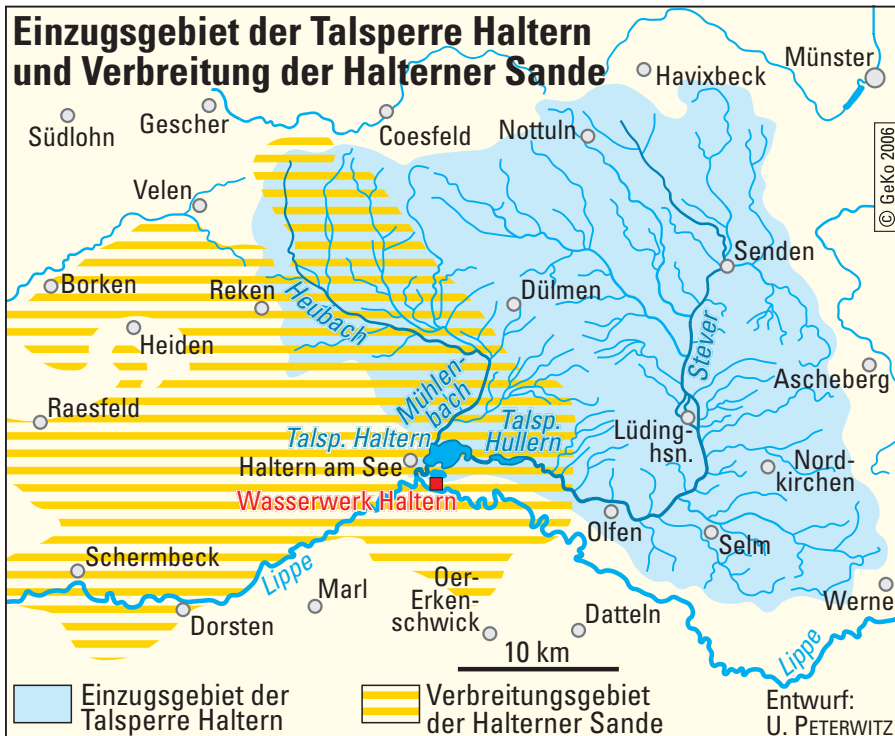 Einzugsgebiet der Talsperre Haltern
und Verbreitung der Halterner Sande
Münster
Havixbeck
Gescher
Südlohn
Coesfeld
Nottuln
© GeKo 2006
Velen
Senden
Borken
Reken
Heubach
Dülmen
Heiden
Stever
Mühlen-
bach
Ascheberg
Raesfeld
Talsp. Haltern
Talsp.
Hullern
Lüding-
hsn.
Haltern am See
Nord-
kirchen
Wasserwerk Haltern
Olfen
Selm
Schermbeck
Lippe
Marl
Oer-
Erken-
schwick
Werne
Dorsten
Datteln
Lippe
10 km
Einzugsgebiet der
Talsperre Haltern
Verbreitungsgebiet
der Halterner Sande
Entwurf:
U. PETERWITZ